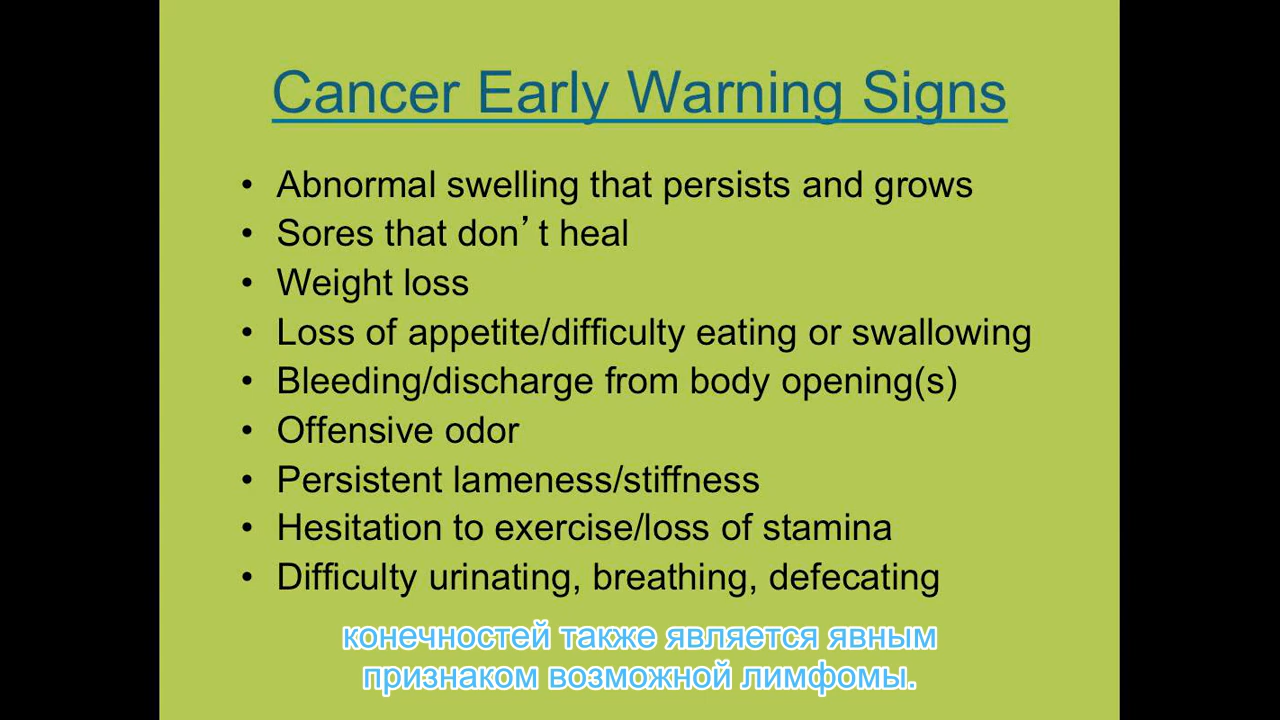 Cancer Early Warning Signs
• Abnormal swelling that persists and grows
• Sores that don’t heal
• Weight loss
• Loss of appetite/difficulty eating or swallowing
• Bleeding/discharge from body opening(s)
• Offensive odor
• Persistent lameness/stiffness
• Hesitation to exercise/loss of stamina
• Difficulty urinating, breathing, defecating
конечностей также является явным
признаком возможной лимфомы.